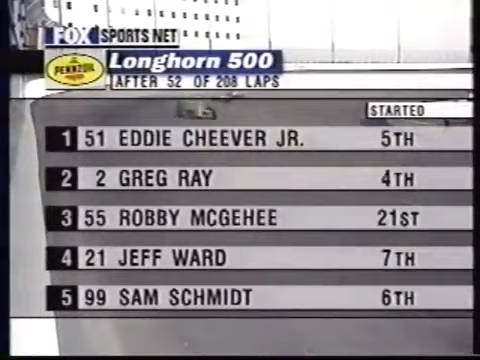 FOX SPORTS NET
PENNZOIL
Longhorn 500
AFTER 52 OF 208 LAPS
STARTED
1 51 EDDIE CHEEVER JR. 5TH
2 2 GREG RAY 4TH
3 55 ROBBY MCGEHEE 21ST
4 21 JEFF WARD 7TH
5 99 SAM SCHMIDT 6TH